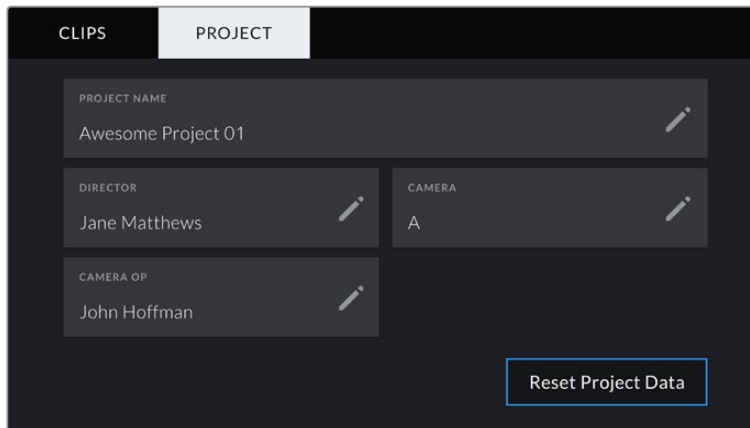 CLIPS
PROJECT
PROJECT NAME
Awesome Project 01
DIRECTOR
Jane Matthews
CAMERA
A
CAMERA OP
John Hoffman
Reset Project Data